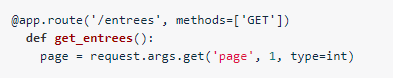 @app.route('/entrees', methods=['GET'])
  def get_entrees():
    page = request.args.get('page', 1, type=int)